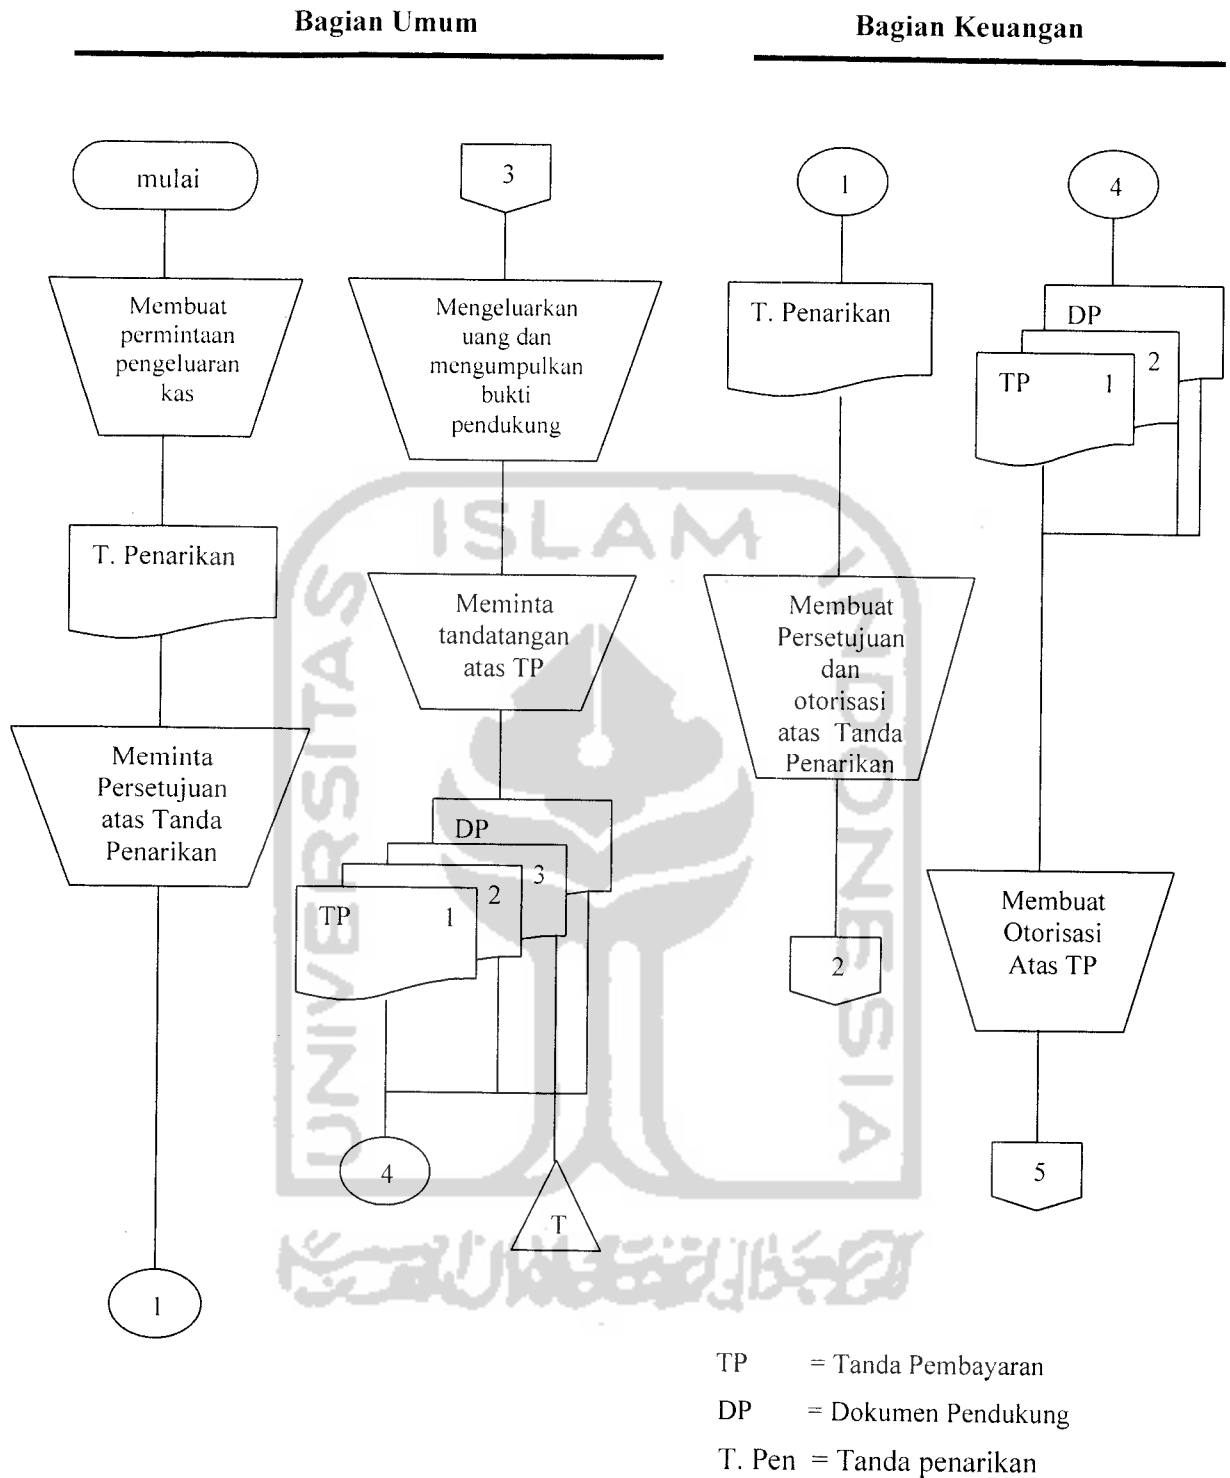 Bagian Umum
Bagian Keuangan
mulai
Membuat
permintaan
pengeluaran
kas
T. Penarikan
Meminta
Persetujuan
atas Tanda
Penarikan
1
3
Mengeluarkan
uang dan
mengumpulkan
bukti
pendukung
Meminta
tandatangan
atas TP
DP
3
2
TP 1
4
T
1
T. Penarikan
Membuat
Persetujuan
dan
otorisasi
atas Tanda
Penarikan
2
4
DP
2
TP 1
Membuat
Otorisasi
Atas TP
5
TP = Tanda Pembayaran
DP = Dokumen Pendukung
T. Pen = Tanda penarikan
UNIVERSITAS
ISLAM
INDONESIA